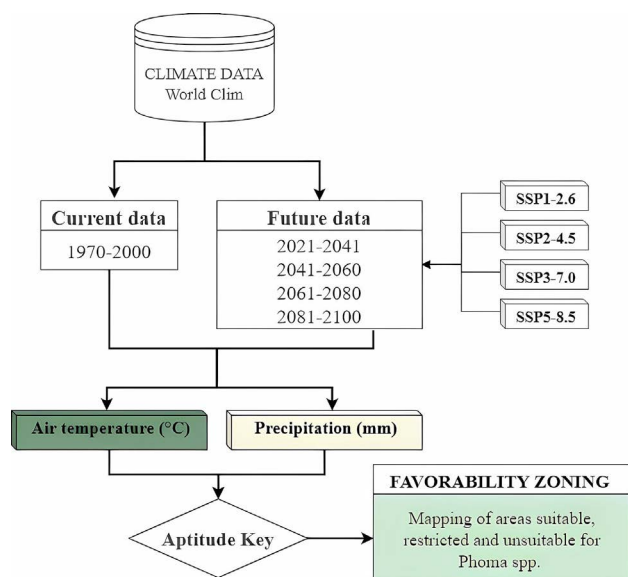 CLIMATE DATA
World Clim
Current data
1970-2000
Future data
2021-2041
2041-2060
2061-2080
2081-2100
SSP1-2.6
SSP2-4.5
SSP3-7.0
SSP5-8.5
Air temperature (°C)
Precipitation (mm)
Aptitude Key
FAVORABILITY ZONING
Mapping of areas suitable,
restricted and unsuitable for
Phoma spp.